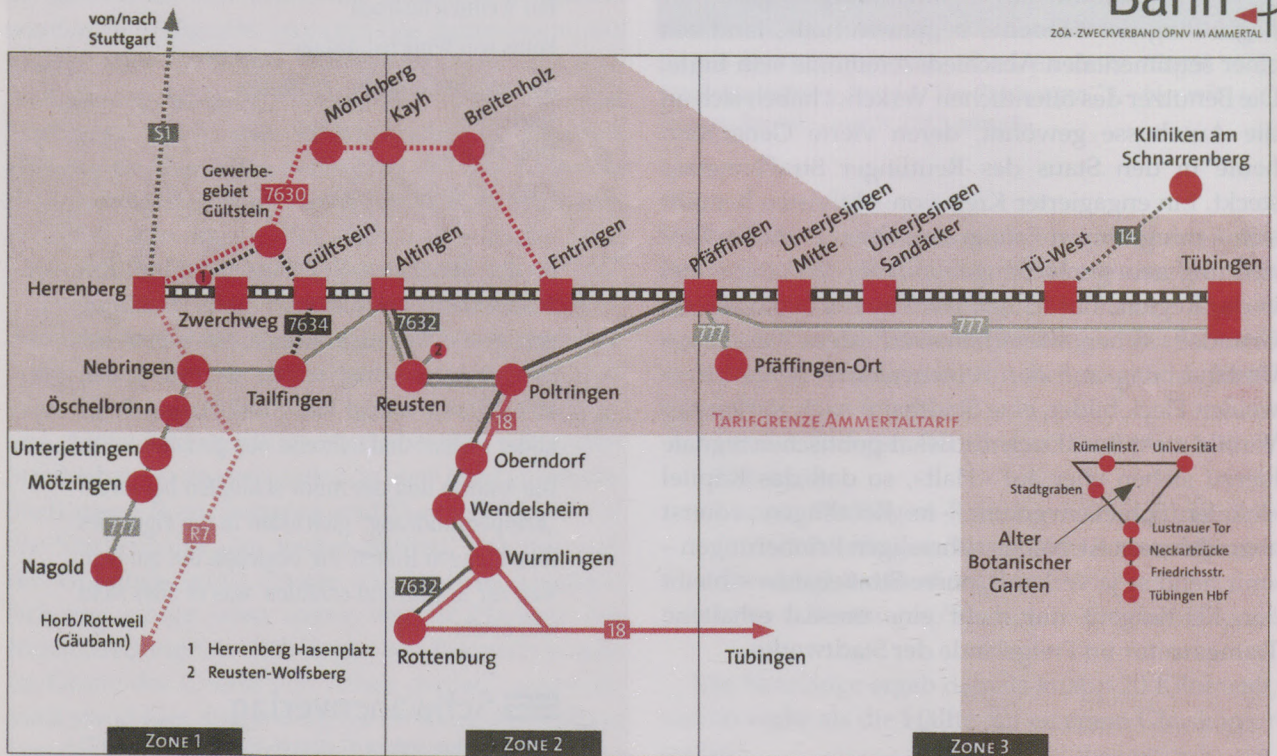 von/nach
Stuttgart
Bahn
ZÖA-ZWECKVERBAND ÖPNV IM AMMERTAL
S1
Mönchberg
Kayh
Breitenholz
Kliniken am
Schnarrenberg
Gewerbe-
gebiet
Gültstein
7630
14
Herrenberg
1
Zwerchweg
Gültstein
Altingen
Entringen
Pfäffingen
Unterjesingen
Mitte
Unterjesingen
Sandäcker
TÜ-West
Tübingen
7634
7632
777
777
2
Nebringen
Tailfingen
Reusten
Poltringen
Pfäffingen-Ort
Öschelbronn
18
TARIFGRENZE AMMERTALTARIF
Unterjettingen
Oberndorf
Rümelinstr.
Universität
Mötzingen
Stadtgraben
777
R7
Wendelsheim
Lustnauer Tor
Alter
Botanischer
Garten
Neckarbrücke
Nagold
Wurmlingen
Friedrichsstr.
7632
Tübingen Hbf
Horb/Rottweil
(Gäubahn)
18
1 Herrenberg Hasenplatz
Rottenburg
Tübingen
2 Reusten-Wolfsberg
ZONE 1
ZONE 2
ZONE 3